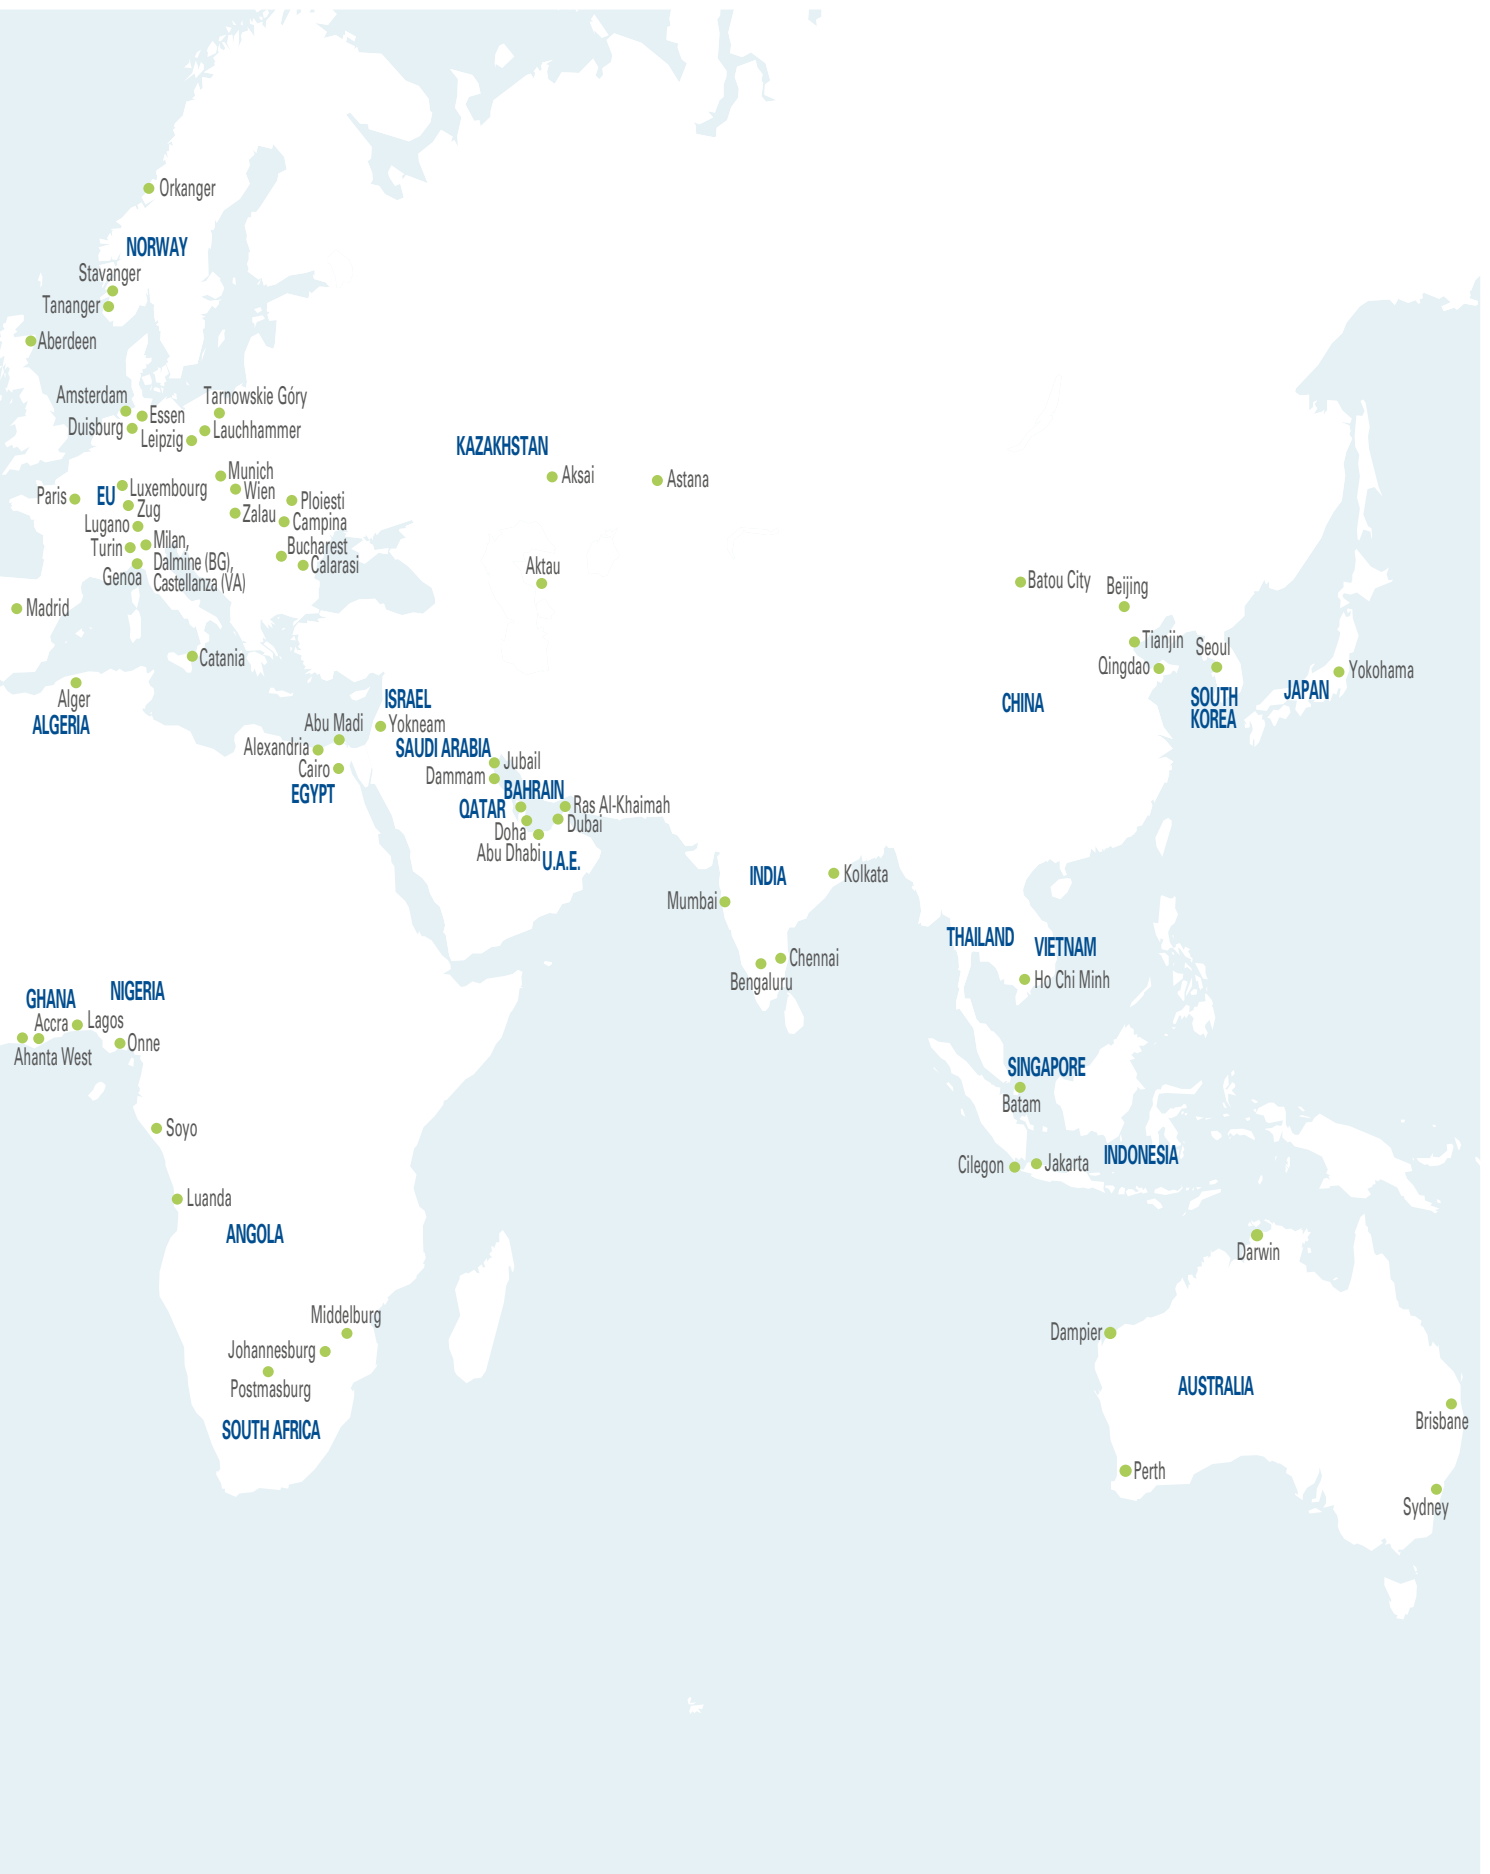 Orkanger
NORWAY
Stavanger
Tananger
Aberdeen
Amsterdam
Tarnowskie Góry
Essen
Duisburg
Lauchhammer
Leipzig
KAZAKHSTAN
Aksai
Astana
Munich
Luxembourg
Wien
Paris
EU
Zug
Ploiesti
Zalau
Campina
Lugano
Milan,
Turin
Bucharest
Dalmine (BG),
Calarasi
Genoa
Castellanza (VA)
Aktau
Batou City
Beijing
Madrid
Tianjin
Seoul
Catania
Qingdao
Yokohama
Alger
ISRAEL
CHINA
SOUTH
KOREA
JAPAN
ALGERIA
Abu Madi
Yokneam
Alexandria
SAUDI ARABIA
Jubail
Cairo
Dammam
EGYPT
BAHRAIN
QATAR
Ras Al-Khaimah
Doha
Dubai
Abu Dhabi
U.A.E.
INDIA
Kolkata
Mumbai
THAILAND
VIETNAM
Chennai
Bengaluru
Ho Chi Minh
NIGERIA
GHANA
Accra
Lagos
Onne
Ahanta West
SINGAPORE
Batam
Soyo
Cilegon
Jakarta
INDONESIA
Luanda
ANGOLA
Darwin
Middelburg
Dampier
Johannesburg
Postmasburg
AUSTRALIA
SOUTH AFRICA
Brisbane
Perth
Sydney